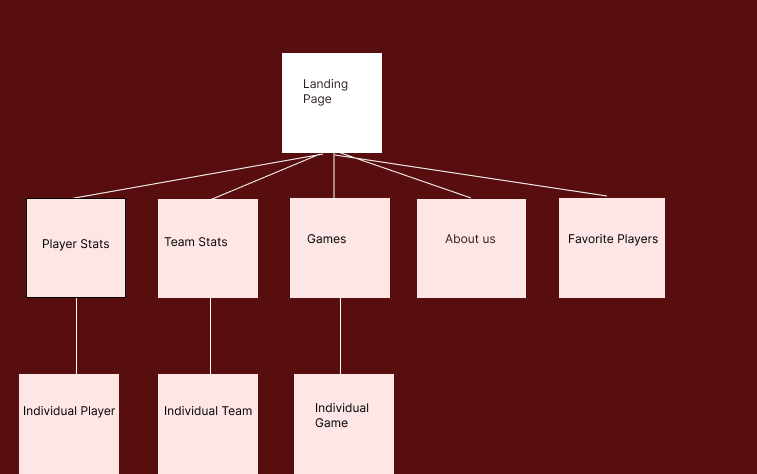 Landing
Page
Player Stats
Team Stats
Games
About us
Favorite Players
Individual Player
Individual Team
Individual
Game